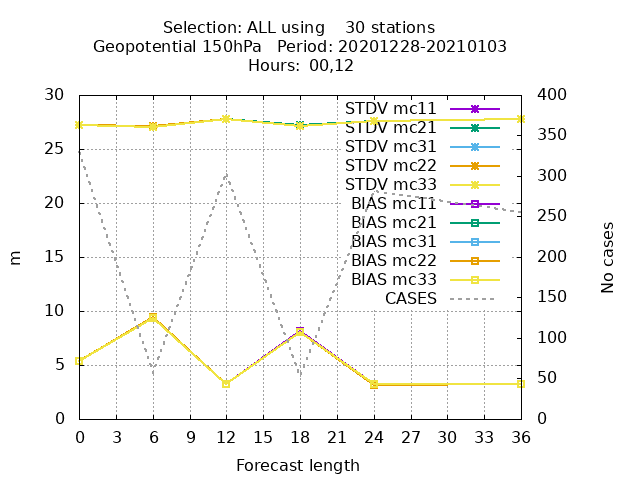 Selection: ALL using    30 stations
Geopotential 150hPa   Period: 20201228-20210103
Hours: 00,12
30
25
20
15
10
5
0
m
400
350
300
250
200
150
100
50
0
No cases
STDV mc11
STDV mc21
STDV mc31
STDV mc22
STDV mc33
BIAS mc11
BIAS mc21
BIAS mc31
BIAS mc22
BIAS mc33
CASES
0 3 6 9 12 15 18 21 24 27 30 33 36
Forecast length